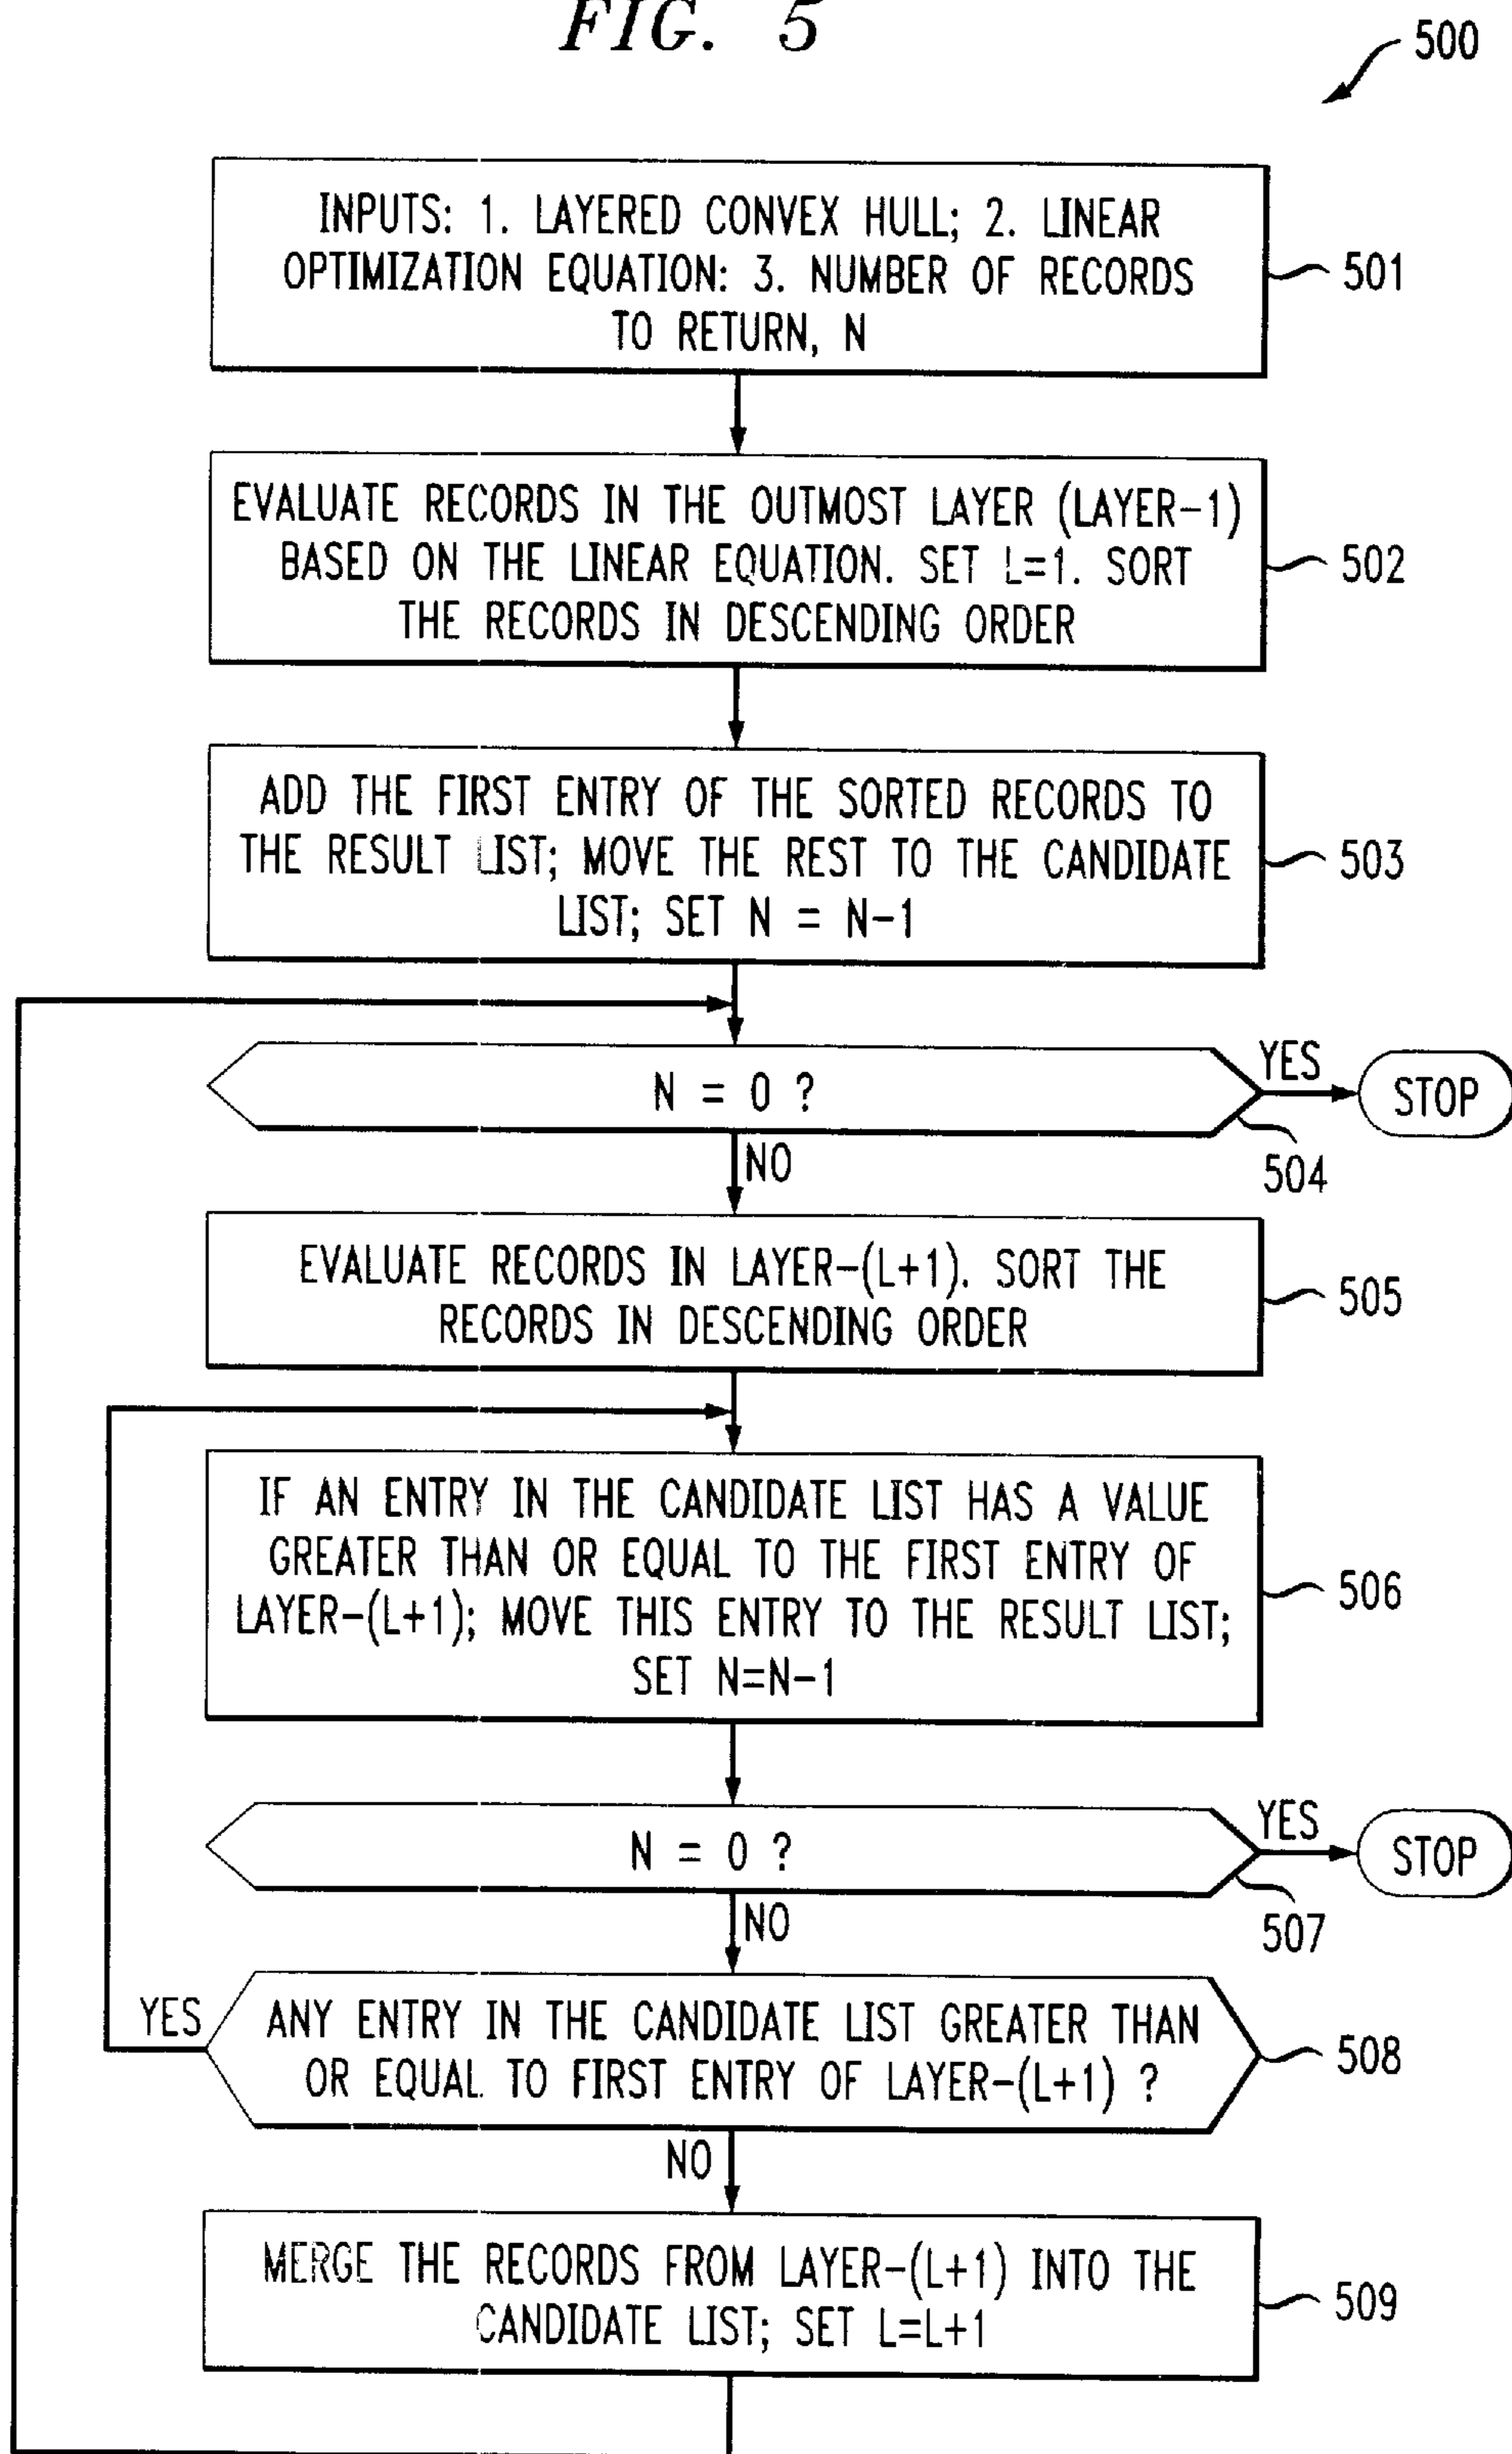 FIG. 5
500
INPUTS: 1. LAYERED CONVEX HULL; 2. LINEAR
OPTIMIZATION EQUATION: 3. NUMBER OF RECORDS
TO RETURN, N
501
EVALUATE RECORDS IN THE OUTMOST LAYER (LAYER-1)
BASED ON THE LINEAR EQUATION. SET L=1. SORT
THE RECORDS IN DESCENDING ORDER
502
ADD THE FIRST ENTRY OF THE SORTED RECORDS TO
THE RESULT LIST; MOVE THE REST TO THE CANDIDATE
LIST; SET N = N-1
503
N = 0 ?
YES
STOP
504
NO
EVALUATE RECORDS IN LAYER-(L+1). SORT THE
RECORDS IN DESCENDING ORDER
505
IF AN ENTRY IN THE CANDIDATE LIST HAS A VALUE
GREATER THAN OR EQUAL TO THE FIRST ENTRY OF
LAYER-(L+1); MOVE THIS ENTRY TO THE RESULT LIST;
SET N=N-1
506
N = 0 ?
YES
STOP
507
NO
YES
ANY ENTRY IN THE CANDIDATE LIST GREATER THAN
OR EQUAL TO FIRST ENTRY OF LAYER-(L+1) ?
508
NO
MERGE THE RECORDS FROM LAYER-(L+1) INTO THE
CANDIDATE LIST; SET L=L+1
509